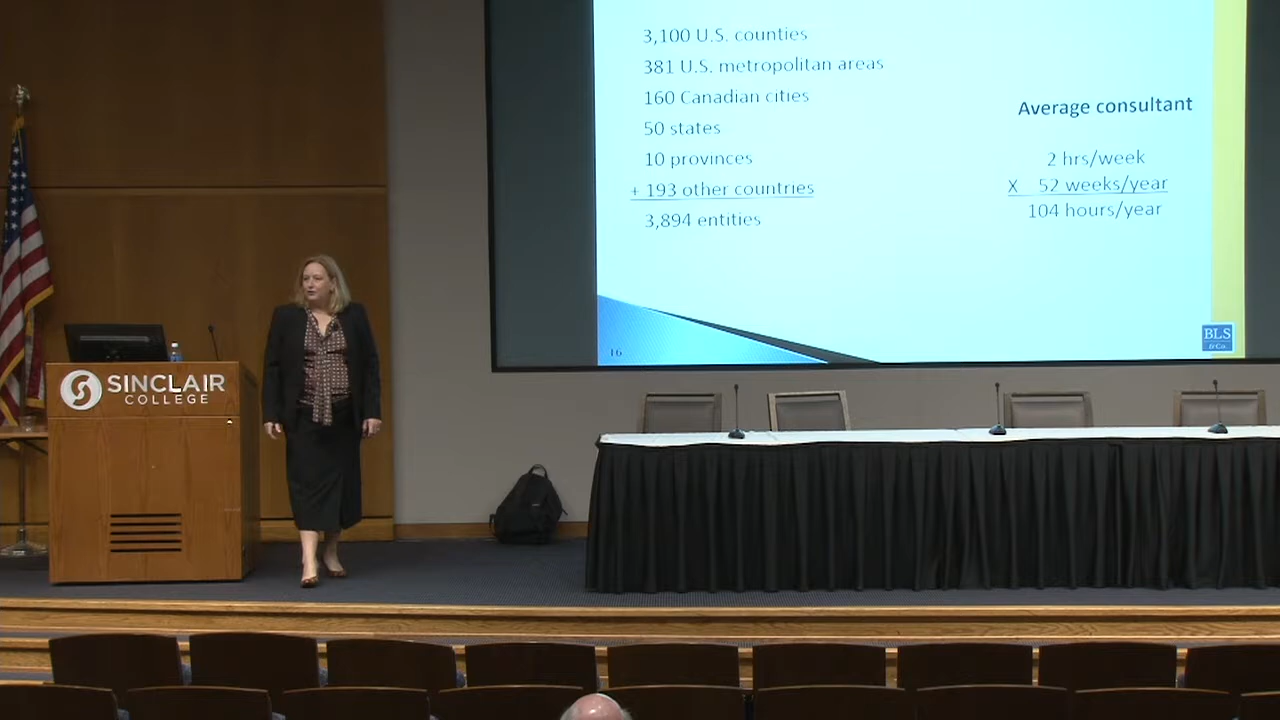 3,100 U.S. counties
381 U.S. metropolitan areas
160 Canadian cities
50 states
10 provinces
+ 193 other countries
3,894 entities
Average consultant
2 hrs/week
X 52 weeks/year
104 hours/year
16
BLS
& Co.
SINCLAIR
COLLEGE